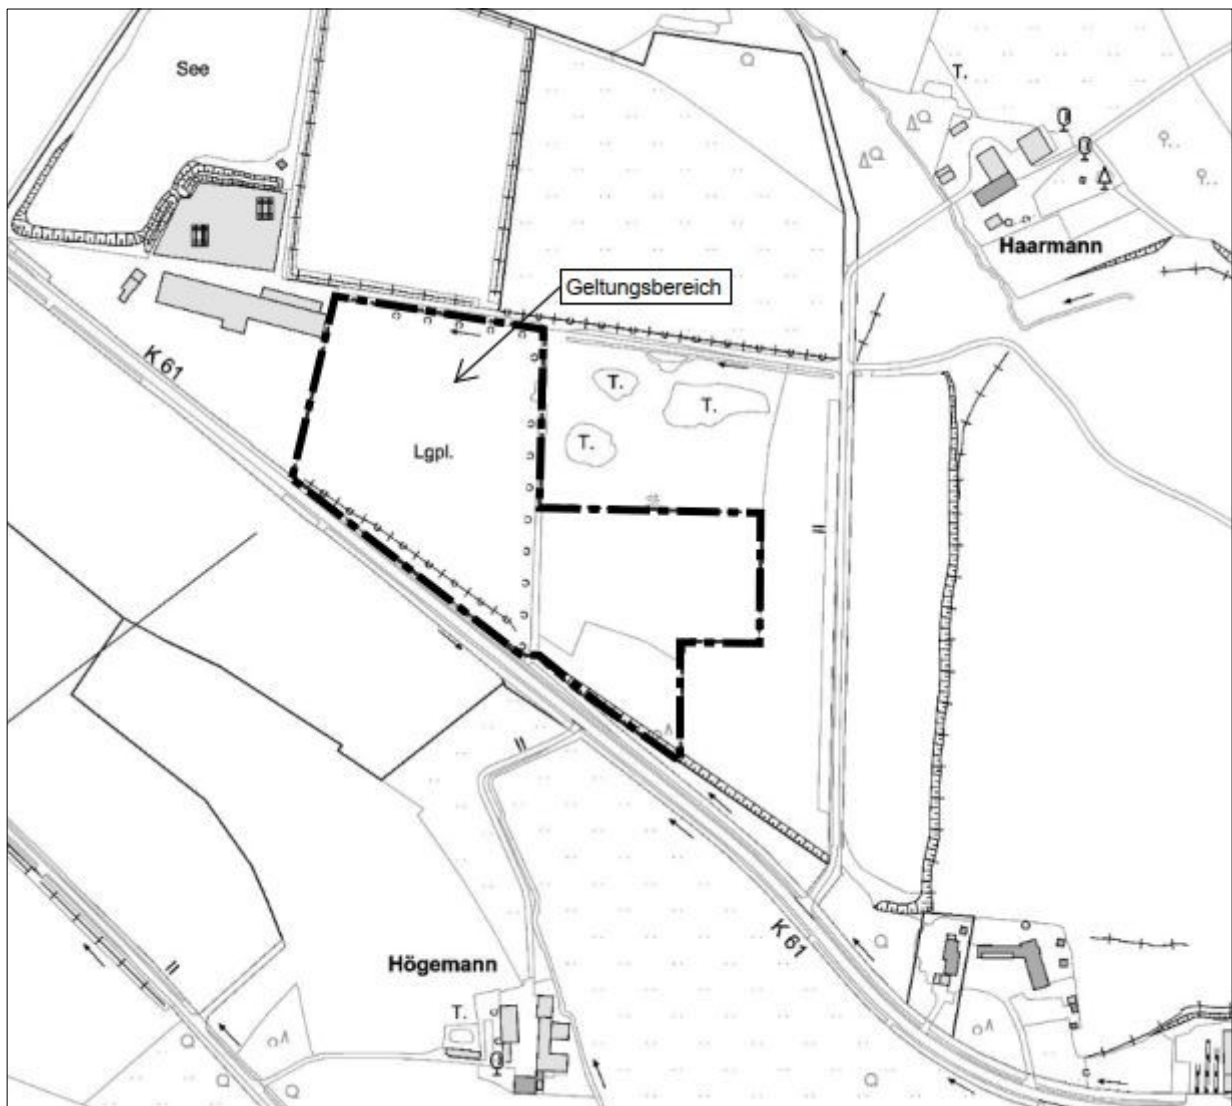 See
T.
Haarmann
Geltungsbereich
K 61
T.
T.
T.
Lgpl.
K 61
Högemann
T.